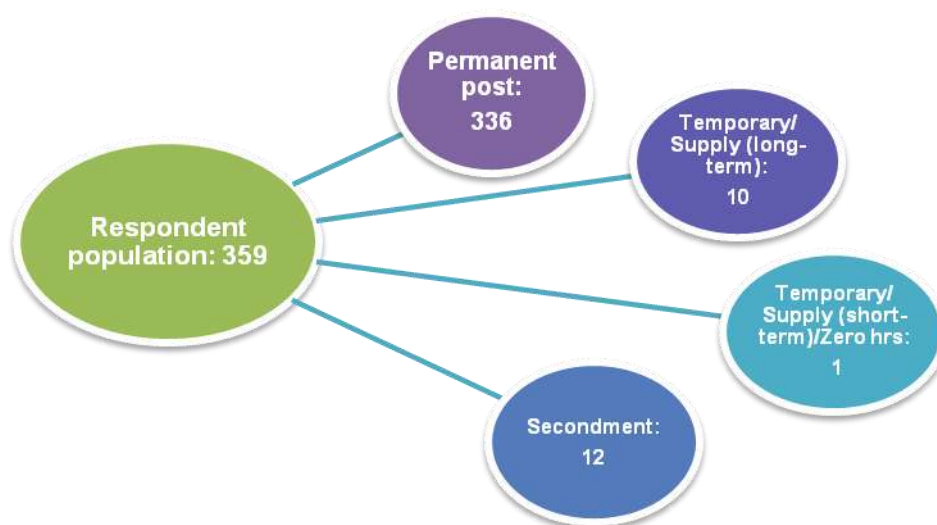 Permanent
post:
336
Temporary/
Supply (long-
term):
10
Respondent
population: 359
Temporary/
Supply (short-
term)/Zero hrs:
1
Secondment:
12